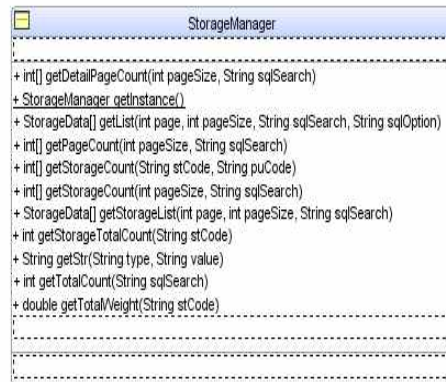 StorageManager
+ int[] getDetailPageCount(int pageSize, String sqlSearch)
+ StorageManager getInstance()
+ StorageData[] getList(int page, int pageSize, String sqlSearch, String sqlOption)
+ int[] getPageCount(int pageSize, String sqlSearch)
+ int[] getStorageCount(String stCode, String puCode)
+ int[] getStorageCount(int pageSize, String sqlSearch)
+ StorageData[] getStorageList(int page, int pageSize, String sqlSearch)
+ int getStorageTotalCount(String stCode)
+ String getStr(String type, String value)
+ int getTotalCount(String sqlSearch)
+ double getTotalWeight(String stCode)